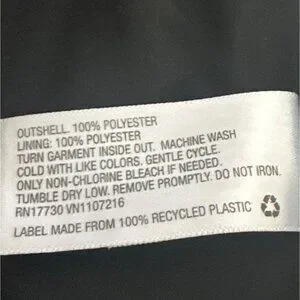 OUTSHELL. 100% POLYESTER
LINING: 100% POLYESTER
TURN GARMENT INSIDE OUT. MACHINE WASH
COLD WITH LIKE COLORS. GENTLE CYCLE.
ONLY NON-CHLORINE BLEACH IF NEEDED.
TUMBLE DRY LOW. REMOVE PROMPTLY. DO NOT IRON.
RN17730 VN1107216
LABEL MADE FROM 100% RECYCLED PLASTIC